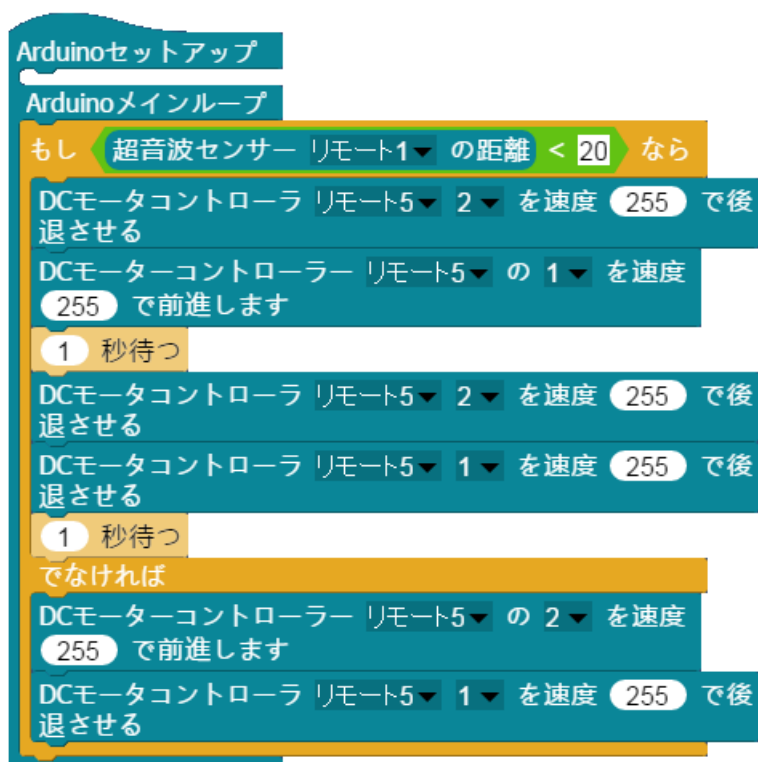 Arduinoセットアップ
Arduinoメインループ
もし 超音波センサー リモート1 の距離 < 20 なら
DCモータコントローラ リモート5 2 を速度 255 で後
退させる
DCモーターコントローラー リモート5 の 1 を速度
255 で前進します
1 秒待つ
DCモータコントローラ リモート5 2 を速度 255 で後
退させる
DCモータコントローラ リモート5 1 を速度 255 で後
退させる
1 秒待つ
でなければ
DCモーターコントローラー リモート5 の 2 を速度
255 で前進します
DCモータコントローラ リモート5 1 を速度 255 で後
退させる